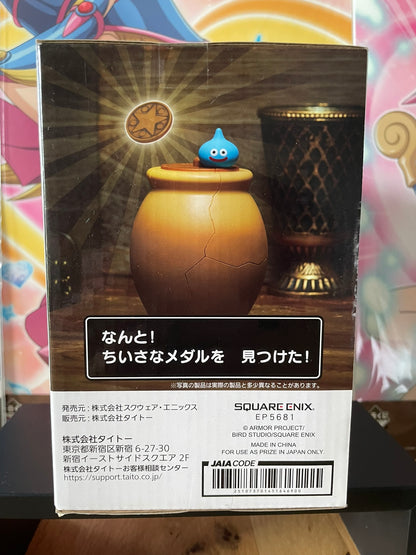 なんと!
ちいさなメダルを 見つけた!
※写真の製品は実際の製品と多少異なることがあります。
発売元:株式会社スクウェア・エニックス
販売元:株式会社タイトー
株式会社タイトー
東京都新宿区新宿 6-27-30
新宿イーストサイドスクエア 2F
株式会社タイトーお客様相談センター
https://support.taito.co.jp/
SQUARE ENIX.
EP5681
© ARMOR PROJECT/
BIRD STUDIO/SQUARE ENIX
MADE IN CHINA
FOR USE AS PRIZE IN JAPAN ONLY
JAIA CODE